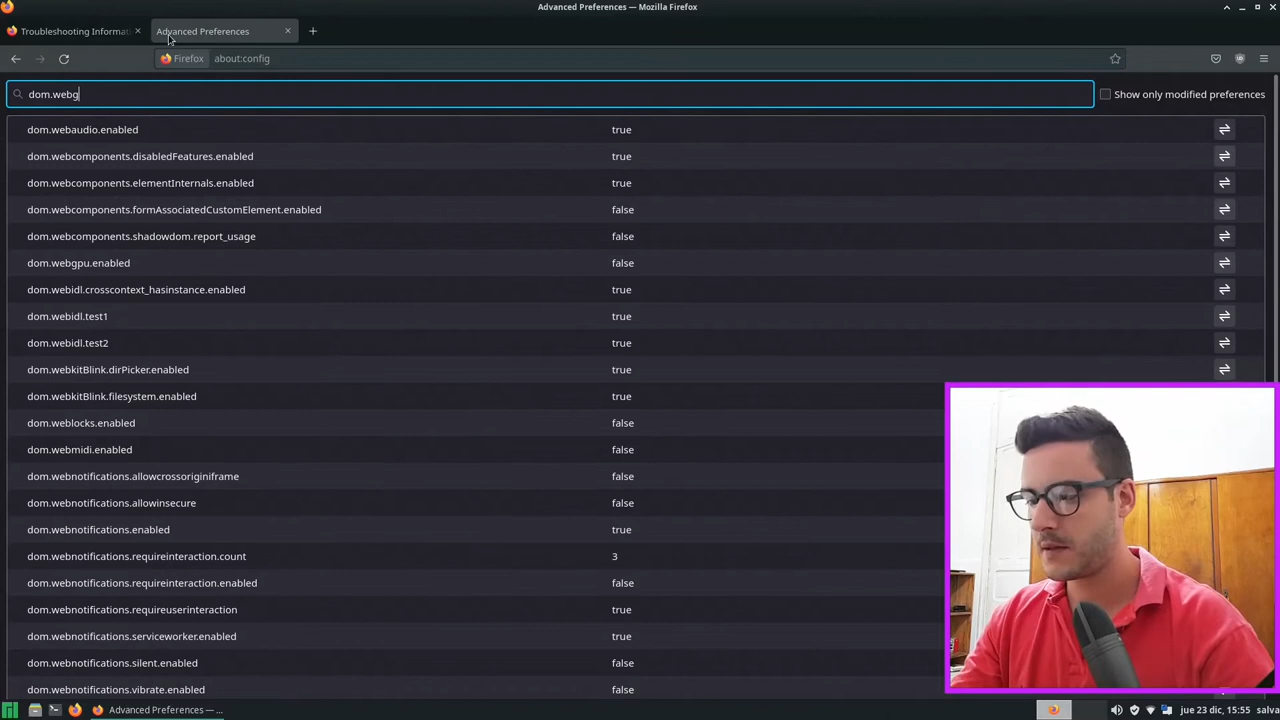 Advanced Preferences — Mozilla Firefox
Troubleshooting Informat
Advanced Preferences
Firefox
about:config
dom.webg
Show only modified preferences
dom.webaudio.enabled true
dom.webcomponents.disabledFeatures.enabled true
dom.webcomponents.elementInternals.enabled true
dom.webcomponents.formAssociatedCustomElement.enabled false
dom.webcomponents.shadowdom.report_usage false
dom.webgpu.enabled false
dom.webidl.crosscontext_hasinstance.enabled true
dom.webidl.test1 true
dom.webidl.test2 true
dom.webkitBlink.dirPicker.enabled true
dom.webkitBlink.filesystem.enabled true
dom.weblocks.enabled false
dom.webmidi.enabled false
dom.webnotifications.allowcrossoriginiframe false
dom.webnotifications.allowinsecure false
dom.webnotifications.enabled true
dom.webnotifications.requireinteraction.count 3
dom.webnotifications.requireinteraction.enabled false
dom.webnotifications.requireuserinteraction true
dom.webnotifications.serviceworker.enabled true
dom.webnotifications.silent.enabled false
dom.webnotifications.vibrate.enabled false
Advanced Preferences — ...
jue 23 dic, 15:55 salva